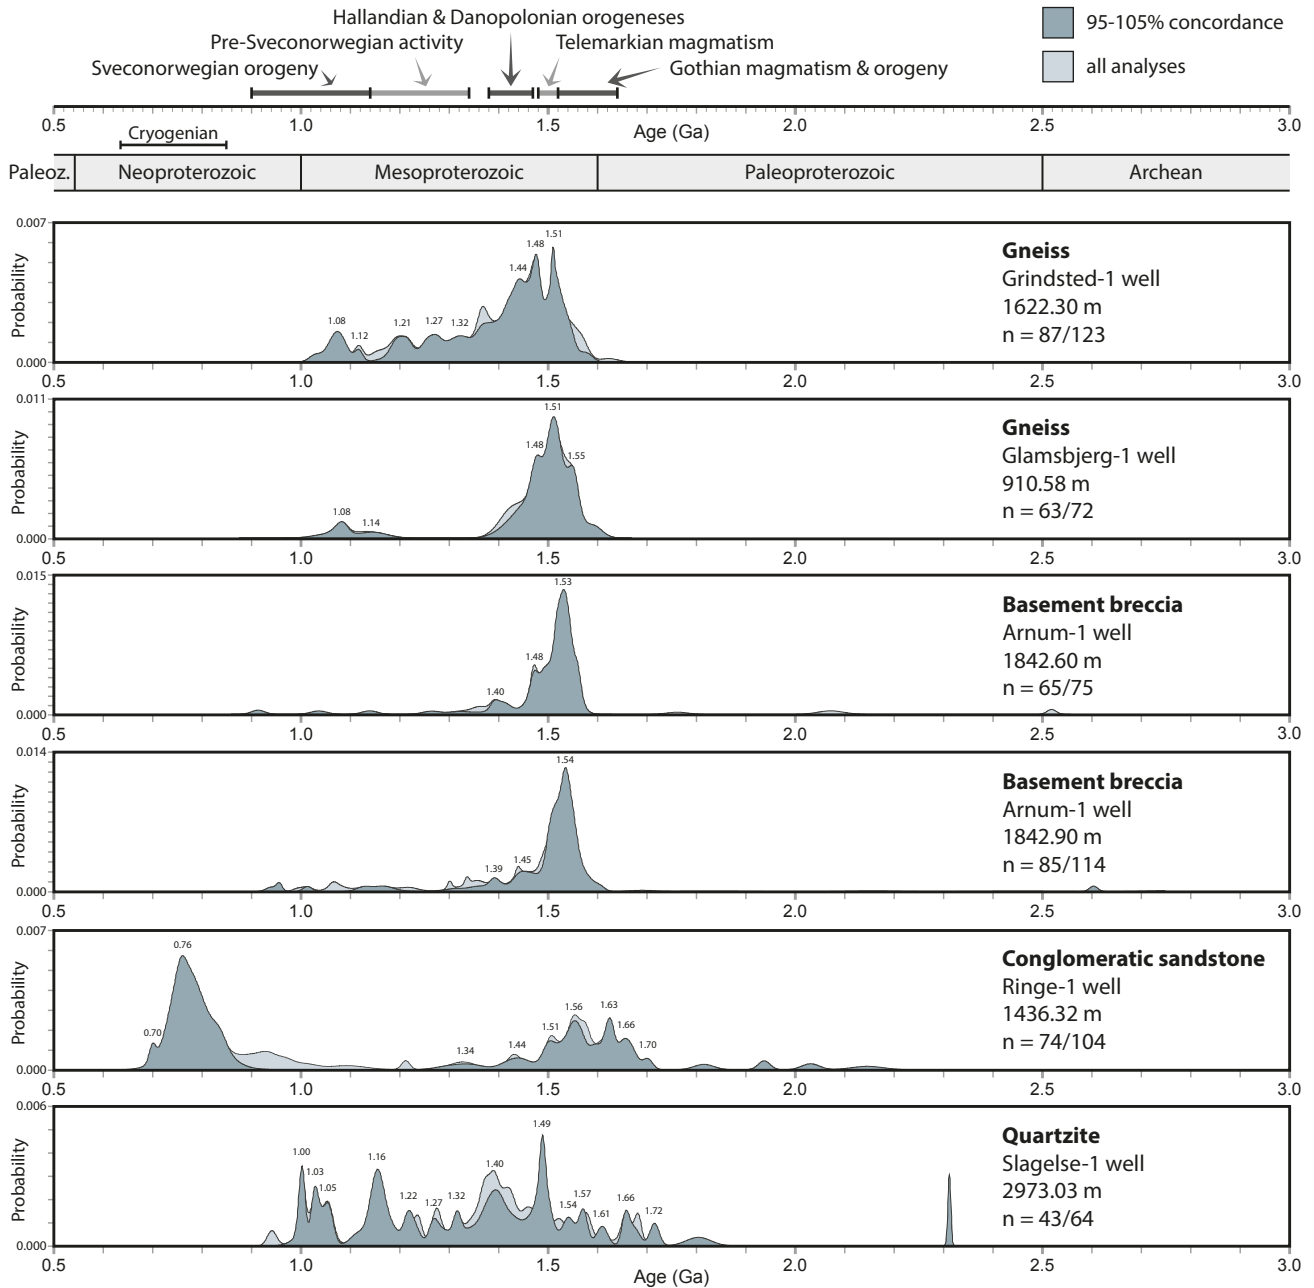 Hallandian & Danopolonian orogeneses
Pre-Sveconorwegian activity
Telemarkian magmatism
Sveconorwegian orogeny
Gothian magmatism & orogeny
95-105% concordance
all analyses
0.5 1.0 1.5 2.0 2.5 3.0
Age (Ga)
Cryogenian
Paleoz. Neoproterozoic Mesoproterozoic Paleoproterozoic Archean
0.007
Probability
0.000
1.08 1.12 1.21 1.27 1.32 1.44 1.48 1.51
Gneiss
Grindsted-1 well
1622.30 m
n = 87/123
0.5 1.0 1.5 2.0 2.5 3.0
0.011
Probability
0.000
1.08 1.14 1.48 1.51 1.55
Gneiss
Glamsbjerg-1 well
910.58 m
n = 63/72
0.5 1.0 1.5 2.0 2.5 3.0
0.015
Probability
0.000
1.40 1.48 1.53
Basement breccia
Arnum-1 well
1842.60 m
n = 65/75
0.5 1.0 1.5 2.0 2.5 3.0
0.014
Probability
0.000
1.39 1.45 1.54
Basement breccia
Arnum-1 well
1842.90 m
n = 85/114
0.5 1.0 1.5 2.0 2.5 3.0
0.007
Probability
0.000
0.70 0.76 1.34 1.44 1.51 1.56 1.63 1.66 1.70
Conglomeratic sandstone
Ringe-1 well
1436.32 m
n = 74/104
0.5 1.0 1.5 2.0 2.5 3.0
0.006
Probability
0.000
1.00 1.03 1.05 1.16 1.22 1.27 1.32 1.40 1.49 1.54 1.57 1.61 1.66 1.72
Quartzite
Slagelse-1 well
2973.03 m
n = 43/64
0.5 1.0 1.5 2.0 2.5 3.0
Age (Ga)